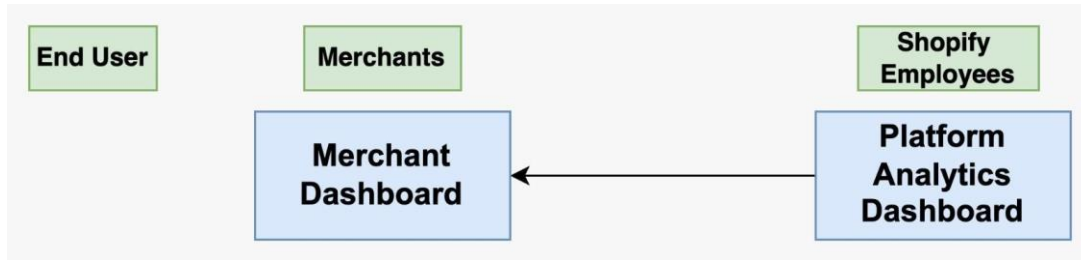 End User
Merchants
Shopify
Employees
Merchant
Dashboard
Platform
Analytics
Dashboard